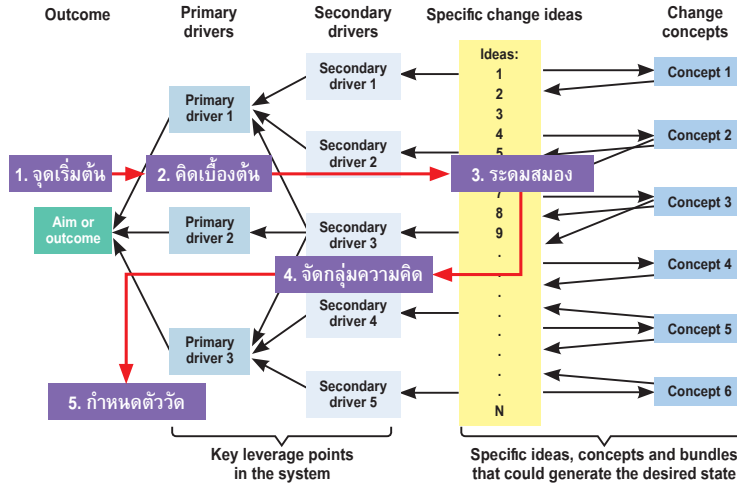 Outcome
Primary
drivers
Secondary
drivers
Specific change ideas
Change
concepts
Primary
driver 1
Primary
driver 2
Primary
driver 3
Secondary
driver 1
Secondary
driver 2
Secondary
driver 3
Secondary
driver 4
Secondary
driver 5
Ideas:
1
2
3
4
5
7
8
9
.
.
.
.
.
.
.
.
N
Concept 1
Concept 2
Concept 3
Concept 4
Concept 5
Concept 6
1. จุดเริ่มต้น
2. คิดเบื้องต้น
3. ระดมสมอง
Aim or
outcome
4. จัดกลุ่มความคิด
5. กำหนดตัววัด
Key leverage points
in the system
Specific ideas, concepts and bundles
that could generate the desired state